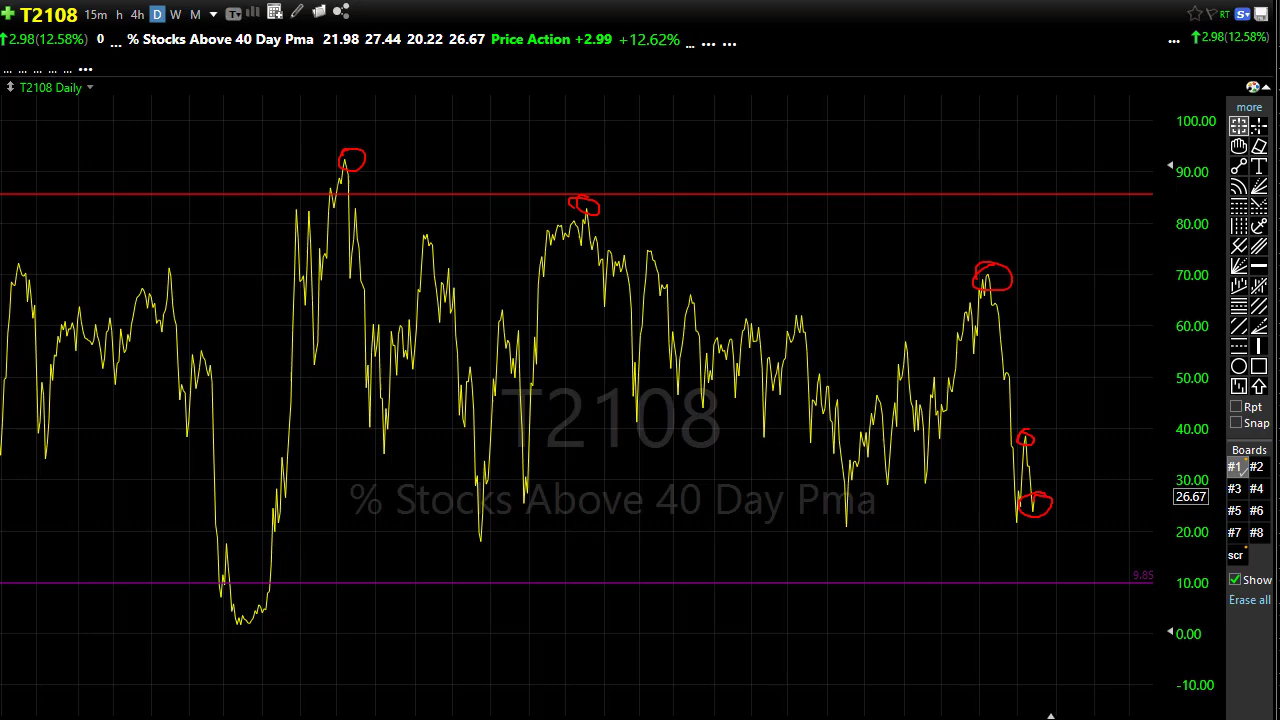 T2108 15m h 4h D W M T RT S
2.98(12.58%) 0 ... % Stocks Above 40 Day Pma 21.98 27.44 20.22 26.67 Price Action +2.99 +12.62% ... ... ... ... 2.98(12.58%)
... ... ... ... ... ...
T2108 Daily
more
100.00
90.00
80.00
70.00
60.00
50.00
40.00
30.00
26.67
20.00
10.00
0.00
-10.00
9.85
T2108
% Stocks Above 40 Day Pma
T
Rpt
Snap
Boards
#1 #2
#3 #4
#5 #6
#7 #8
scr
Show
Erase all